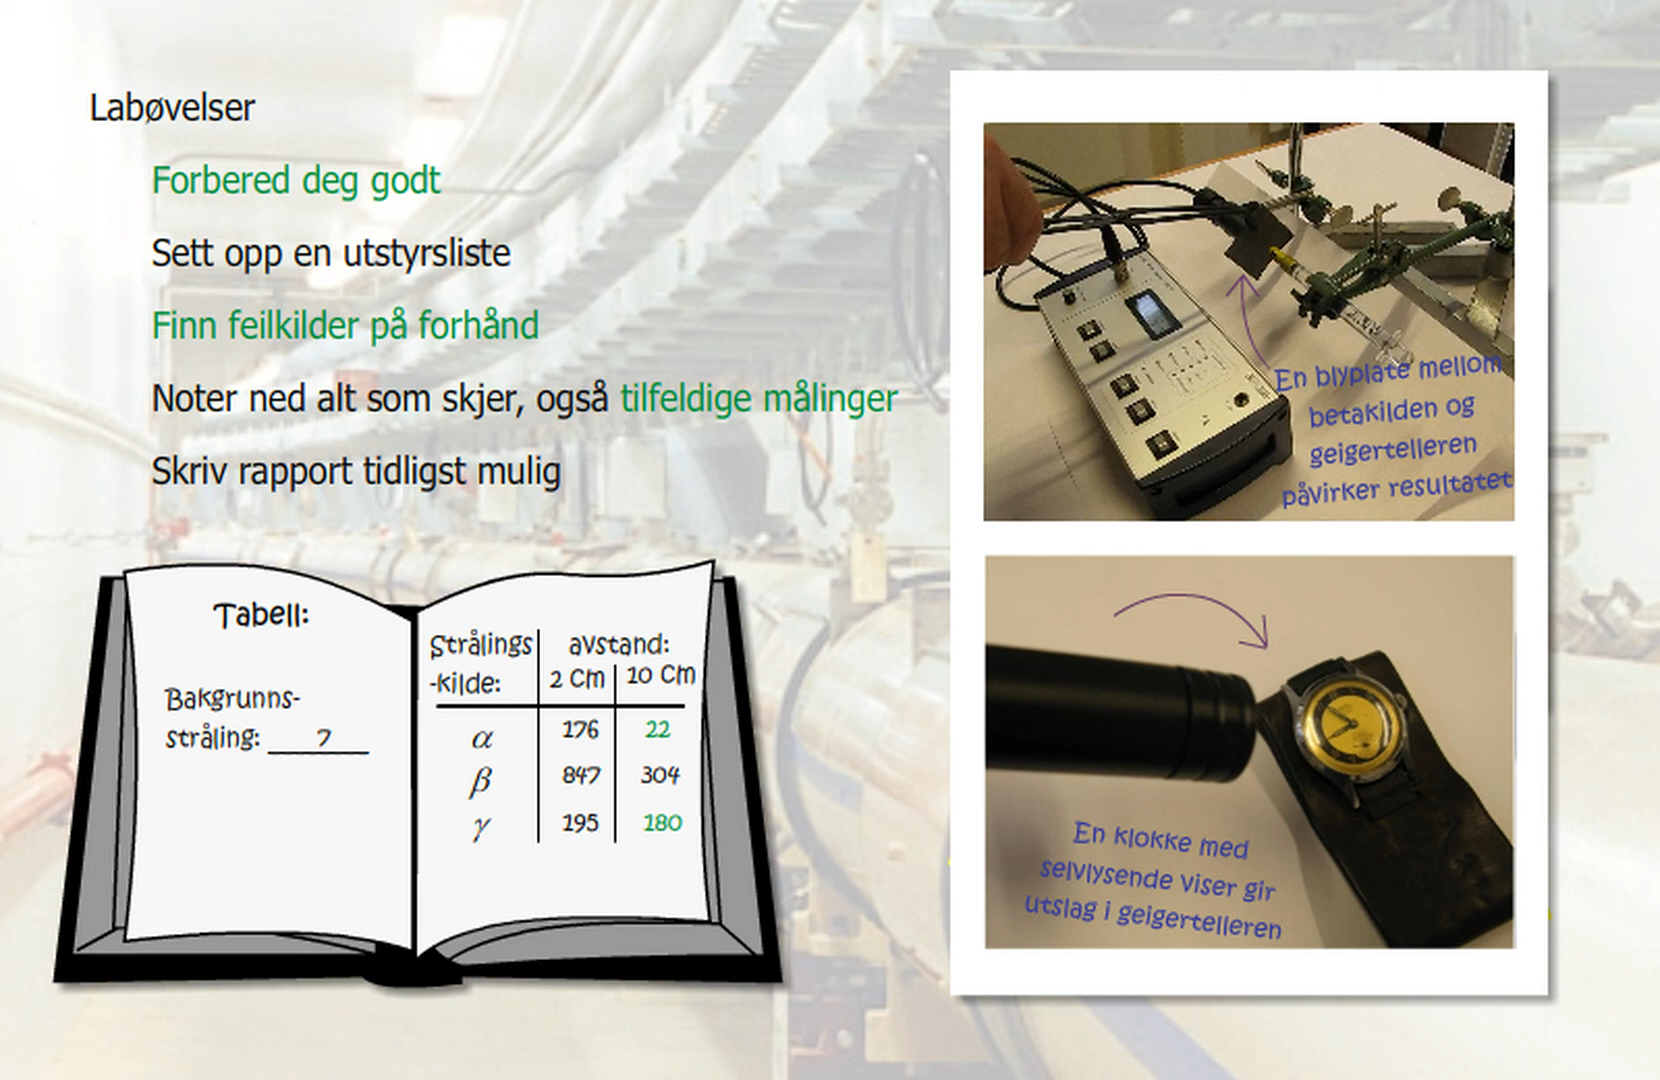 Labøvelser
Forbered deg godt
Sett opp en utstyrsliste
Finn feilkilder på forhånd
Noter ned alt som skjer, også tilfeldige målinger
Skriv rapport tidligst mulig
Tabell:
Bakgrunns-
stråling: 7
Strålings avstand:
-kilde: 2 cm 10 cm
α 176 22
β 847 304
γ 195 180
En blyplate mellom
betakilden og
geigertelleren
påvirker resultatet
En klokke med
selvlysende viser gir
utslag i geigertelleren